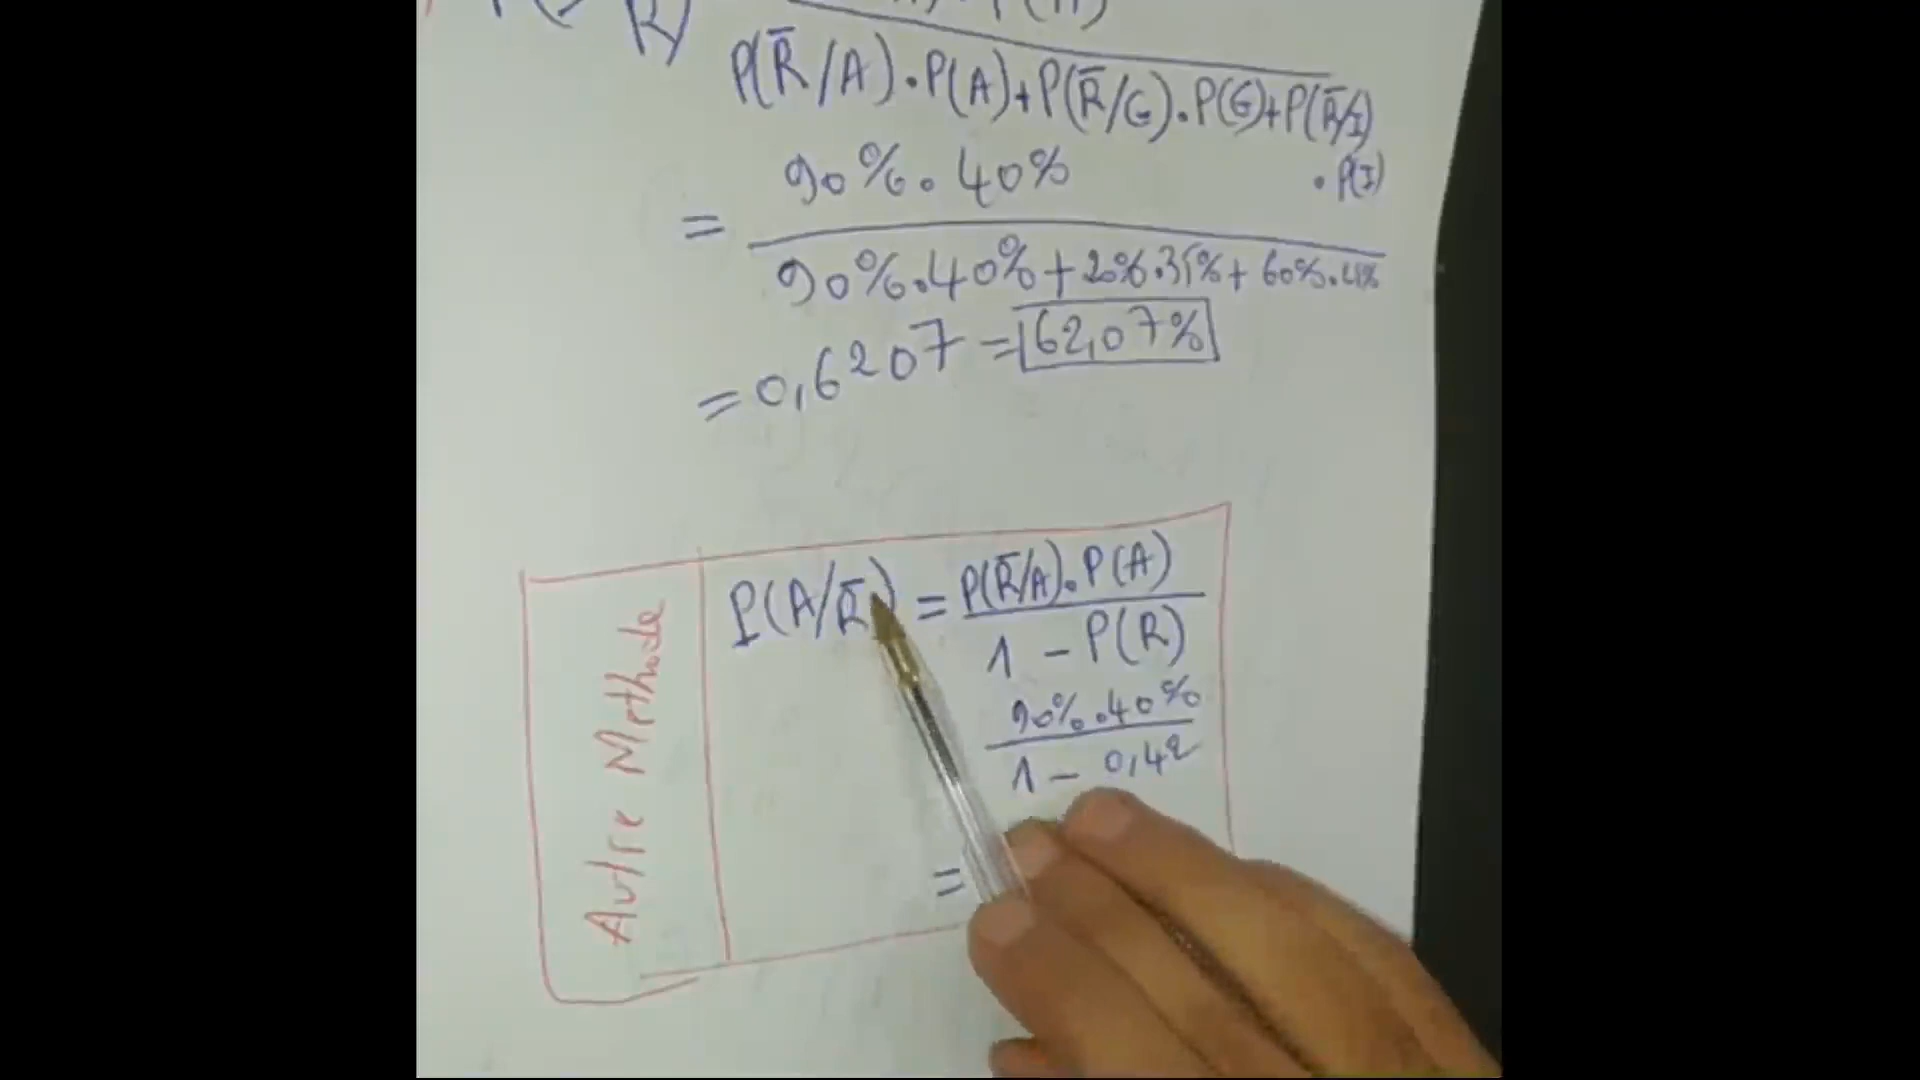 P(R̅/A).P(A)+P(R̅/G).P(G)+P(R̅/I)
.P(I)
90%.40%
=
90%.40%+20%.35%+60%.
=0,6207=62,07%
Autre Methode
P(A/R̅)=P(R̅/A).P(A)
1-P(R)
90%.40%
1-0,42
=